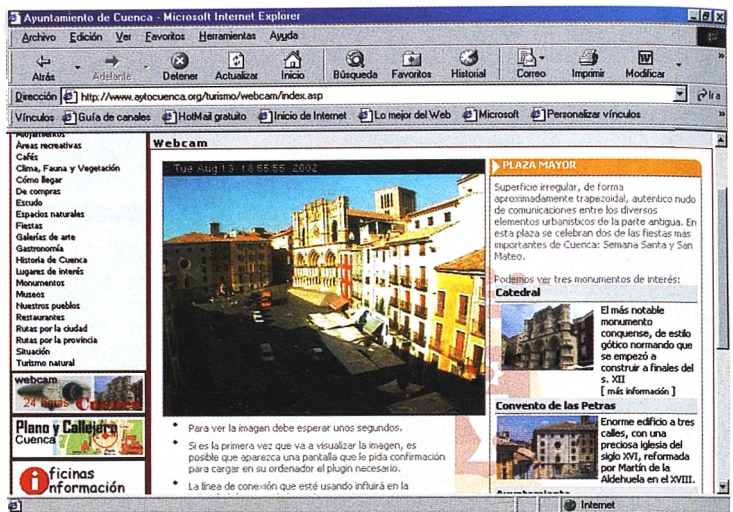 Ayuntamiento de Cuenca - Microsoft Internet Explorer
Archivo Edición Ver Favoritos Herramientas Ayuda
Atrás Adelante Detener Actualizar Inicio Búsqueda Favoritos Historial Correo Imprimir Modificar
Dirección http://www.aytocuenca.org/turismo/webcam/index.asp Ir a
Vínculos Guía de canales HotMail gratuito Inicio de Internet Lo mejor del Web Microsoft Personalizar vínculos
Alojamientos
Áreas recreativas
Cafés
Clima, Fauna y Vegetación
Cómo llegar
De compras
Escudo
Espacios naturales
Fiestas
Galerías de arte
Gastronomía
Historia de Cuenca
Lugares de interés
Monumentos
Museos
Nuestros pueblos
Restaurantes
Rutas por la ciudad
Rutas por la provincia
Situación
Turismo natural
webcam
24 horas Cuenca
Plano y Callejero
Cuenca
Oficinas
Información
Webcam
Tue Aug 13 18:55:55 2002
Para ver la imagen debe esperar unos segundos.
Si es la primera vez que va a visualizar la imagen, es
posible que aparezca una pantalla que le pida confirmación
para cargar en su ordenador el plugin necesario.
La línea de conexión que esté usando influirá en la
PLAZA MAYOR
Superficie irregular, de forma
aproximadamente trapezoidal, autentico nudo
de comunicaciones entre los diversos
elementos urbanisticos de la parte antigua. En
esta plaza se celebran dos de las fiestas más
importantes de Cuenca: Semana Santa y San
Mateo.
Podemos ver tres monumentos de interés:
Catedral
El más notable
monumento
conquense, de estilo
gótico normando que
se empezó a
construir a finales del
s. XII
[ más información ]
Convento de las Petras
Enorme edificio a tres
calles, con una
preciosa iglesia del
siglo XVI, reformada
por Martín de la
Aldehuela en el XVIII.
Ayuntamiento
Internet